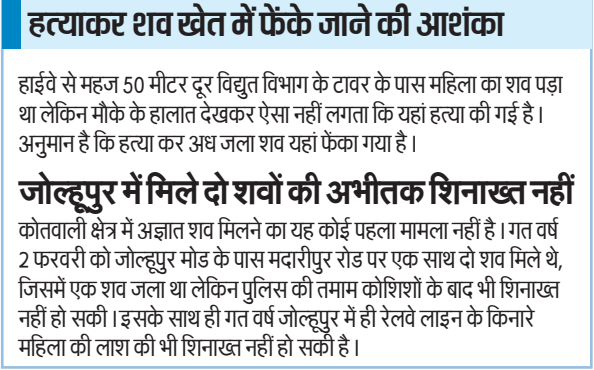 हत्याकर शव खेत में फेंके जाने की आशंका
हाईवे से महज 50 मीटर दूर विद्युत विभाग के टावर के पास महिला का शव पड़ा
था लेकिन मौके के हालात देखकर ऐसा नहीं लगता कि यहां हत्या की गई है।
अनुमान है कि हत्या कर अध जला शव यहां फेंका गया है।
जोल्हूपुर में मिले दो शवों की अभीतक शिनाख्त नहीं
कोतवाली क्षेत्र में अज्ञात शव मिलने का यह कोई पहला मामला नहीं है। गत वर्ष
2 फरवरी को जोल्हूपुर मोड के पास मदारीपुर रोड पर एक साथ दो शव मिले थे,
जिसमें एक शव जला था लेकिन पुलिस की तमाम कोशिशों के बाद भी शिनाख्त
नहीं हो सकी। इसके साथ ही गत वर्ष जोल्हूपुर में ही रेलवे लाइन के किनारे
महिला की लाश की भी शिनाख्त नहीं हो सकी है।